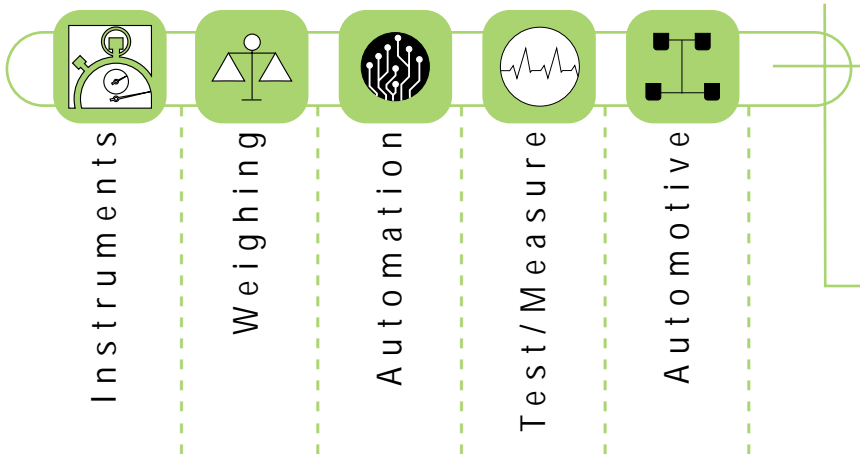 Instruments
Weighing
Automation
Test/Measure
Automotive